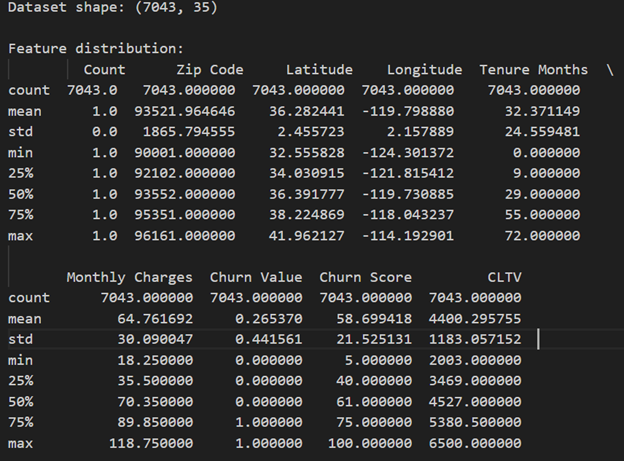 Dataset shape: (7043, 35)
Feature distribution:
Count Zip Code Latitude Longitude Tenure Months \
count 7043.0 7043.000000 7043.000000 7043.000000 7043.000000
mean 1.0 93521.964646 36.282441 -119.798880 32.371149
std 0.0 1865.794555 2.455723 2.157889 24.559481
min 1.0 90001.000000 32.555828 -124.301372 0.000000
25% 1.0 92102.000000 34.030915 -121.815412 9.000000
50% 1.0 93552.000000 36.391777 -119.730885 29.000000
75% 1.0 95351.000000 38.224869 -118.043237 55.000000
max 1.0 96161.000000 41.962127 -114.192901 72.000000
Monthly Charges Churn Value Churn Score CLTV
count 7043.000000 7043.000000 7043.000000 7043.000000
mean 64.761692 0.265370 58.699418 4400.295755
std 30.090047 0.441561 21.525131 1183.057152
min 18.250000 0.000000 5.000000 2003.000000
25% 35.500000 0.000000 40.000000 3469.000000
50% 70.350000 0.000000 61.000000 4527.000000
75% 89.850000 1.000000 75.000000 5380.500000
max 118.750000 1.000000 100.000000 6500.000000